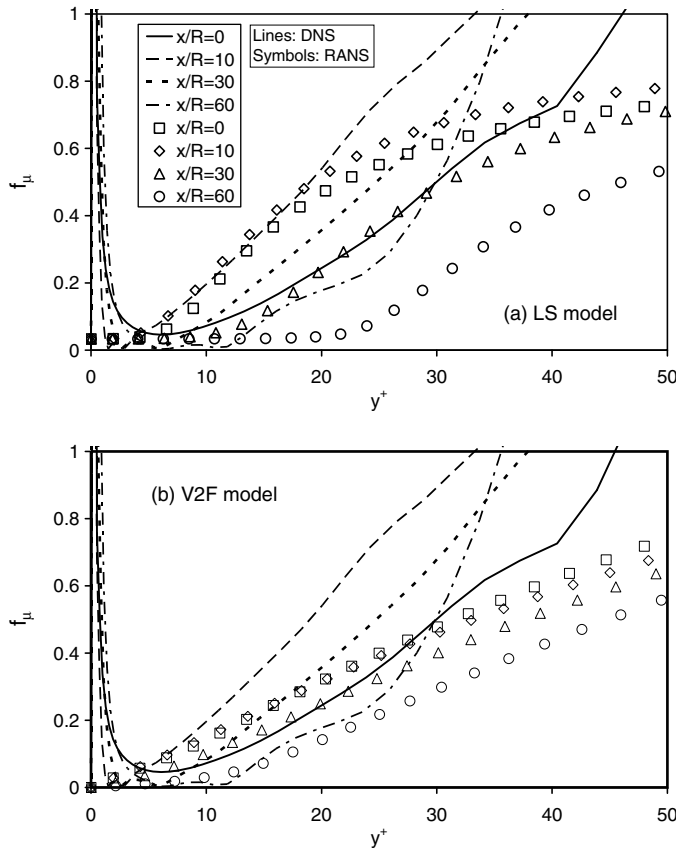 1
0.8
0.6
0.4
0.2
0
f_μ
x/R=0
x/R=10
x/R=30
x/R=60
x/R=0
x/R=10
x/R=30
x/R=60
Lines: DNS
Symbols: RANS
(a) LS model
0 10 20 30 40 50
y⁺
1
0.8
0.6
0.4
0.2
0
f_μ
(b) V2F model
0 10 20 30 40 50
y⁺